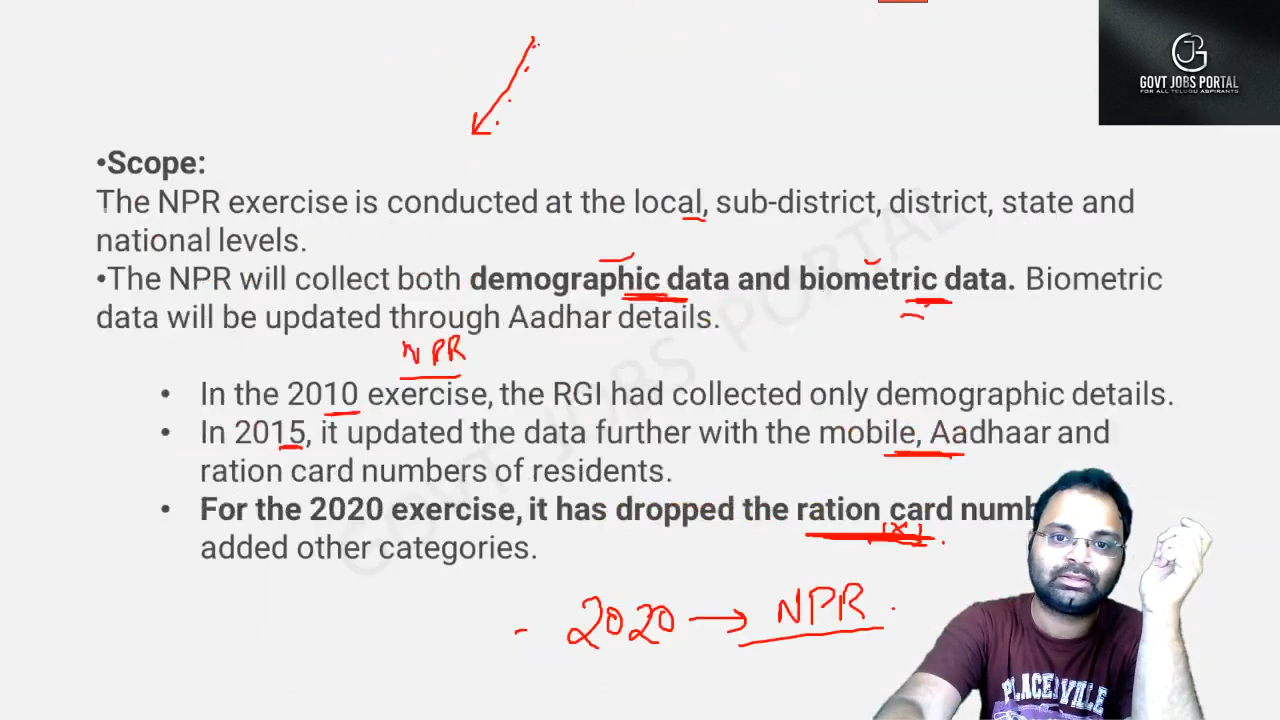 GOVT JOBS PORTAL
FOR ALL TELUGU ASPIRANTS
•Scope:
The NPR exercise is conducted at the local, sub-district, district, state and
national levels.
•The NPR will collect both demographic data and biometric data. Biometric
data will be updated through Aadhar details.
NPR
• In the 2010 exercise, the RGI had collected only demographic details.
• In 2015, it updated the data further with the mobile, Aadhaar and
ration card numbers of residents.
• For the 2020 exercise, it has dropped the ration card
added other categories.
- 2020 → NPR
GOVT JOBS PORTAL